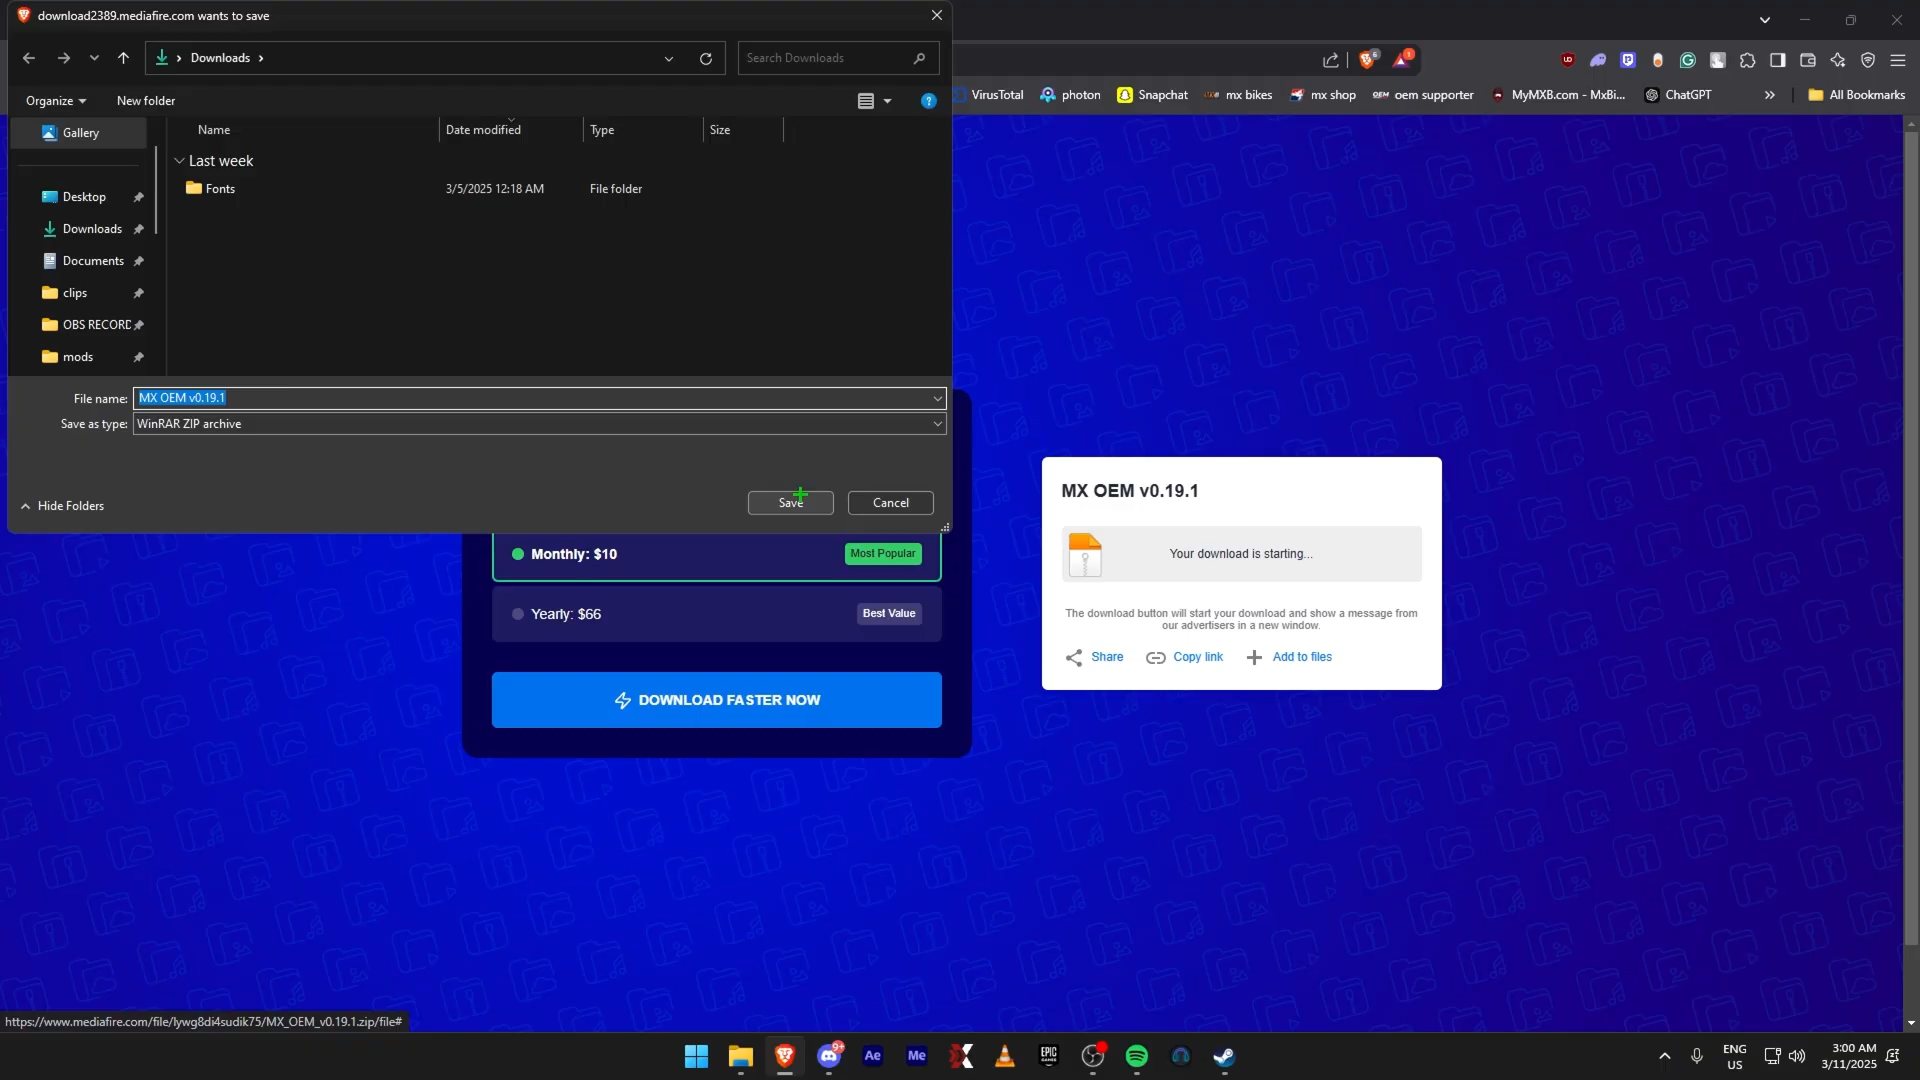 download2389.mediafire.com wants to save
Downloads
Search Downloads
Organize
New folder
VirusTotal
photon
Snapchat
mx bikes
mx shop
OEM oem supporter
MyMXB.com - MxBi...
ChatGPT
All Bookmarks
Gallery
Name
Date modified
Type
Size
Last week
Fonts
3/5/2025 12:18 AM
File folder
Desktop
Downloads
Documents
clips
OBS RECORD
mods
File name: MX OEM v0.19.1
Save as type: WinRAR ZIP archive
Hide Folders
Save
Cancel
Monthly: $10
Most Popular
Yearly: $66
Best Value
DOWNLOAD FASTER NOW
MX OEM v0.19.1
Your download is starting...
The download button will start your download and show a message from
our advertisers in a new window.
Share
Copy link
Add to files
https://www.mediafire.com/file/lywg8di4sudik75/MX_OEM_v0.19.1.zip/file#
9+
Ae
Me
EPIC
GAMES
ENG
US
3:00 AM
3/11/2025